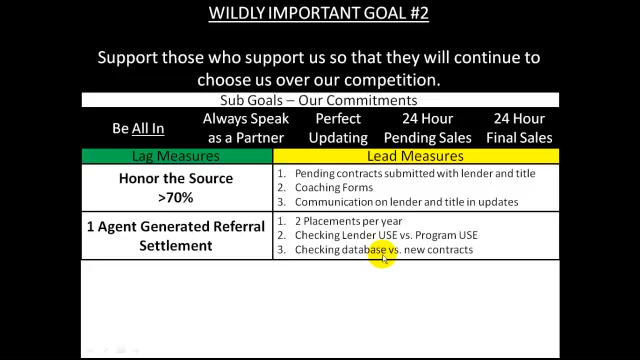 WILDLY IMPORTANT GOAL #2
Support those who support us so that they will continue to
choose us over our competition.
Sub Goals – Our Commitments
Be All In
Always Speak
as a Partner
Perfect
Updating
24 Hour
Pending Sales
24 Hour
Final Sales
Lag Measures
Lead Measures
Honor the Source
>70%
1. Pending contracts submitted with lender and title
2. Coaching Forms
3. Communication on lender and title in updates
1 Agent Generated Referral
Settlement
1. 2 Placements per year
2. Checking Lender USE vs. Program USE
3. Checking database vs. new contracts